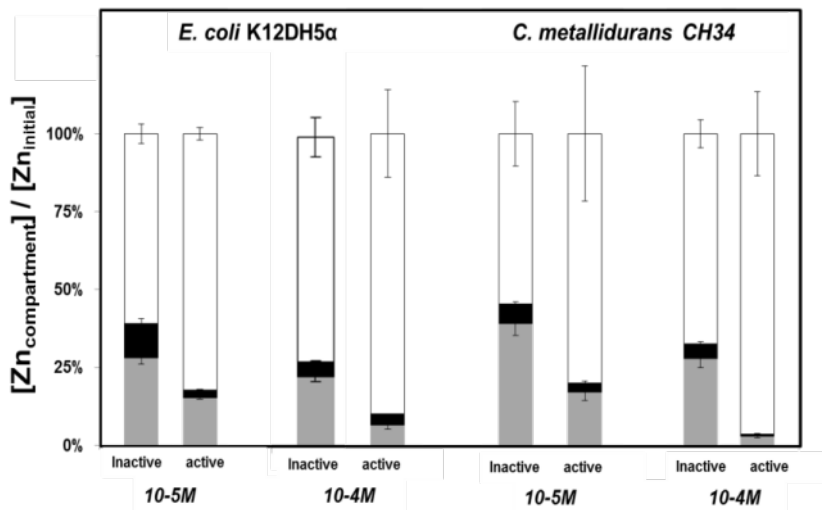 E. coli K12DH5α
C. metallidurans CH34
[Zncompartment] / [Zninitial]
100%
75%
50%
25%
0%
Inactive active Inactive active Inactive active Inactive active
10-5M 10-4M 10-5M 10-4M